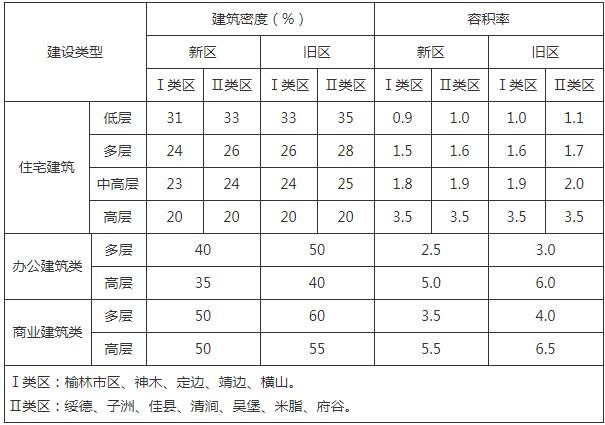 建设类型 建筑密度（%） 容积率
新区 旧区 新区 旧区
Ⅰ类区 Ⅱ类区 Ⅰ类区 Ⅱ类区 Ⅰ类区 Ⅱ类区 Ⅰ类区 Ⅱ类区
住宅建筑 低层 31 33 33 35 0.9 1.0 1.0 1.1
多层 24 26 26 28 1.5 1.6 1.6 1.7
中高层 23 24 24 25 1.8 1.9 1.9 2.0
高层 20 20 20 20 3.5 3.5 3.5 3.5
办公建筑类 多层 40 50 2.5 3.0
高层 35 40 5.0 6.0
商业建筑类 多层 50 60 3.5 4.0
高层 50 55 5.5 6.5
Ⅰ类区：榆林市区、神木、定边、靖边、横山。
Ⅱ类区：绥德、子洲、佳县、清涧、吴堡、米脂、府谷。